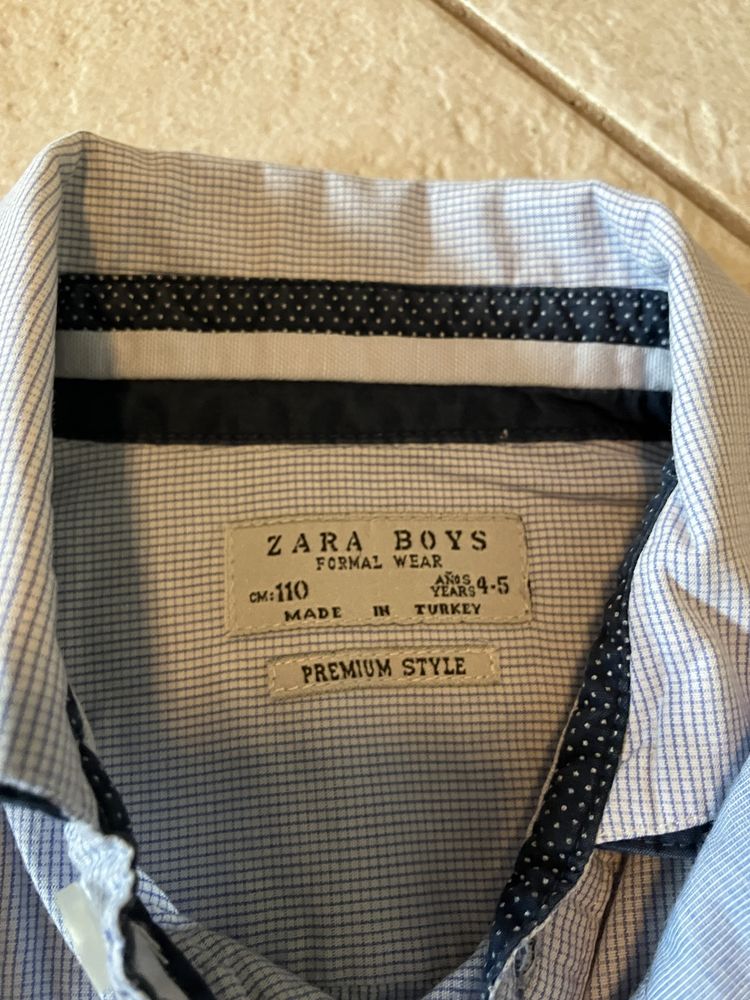 ZARA BOYS
FORMAL WEAR
CM: 110 AÑOS YEARS 4-5
MADE IN TURKEY
PREMIUM STYLE